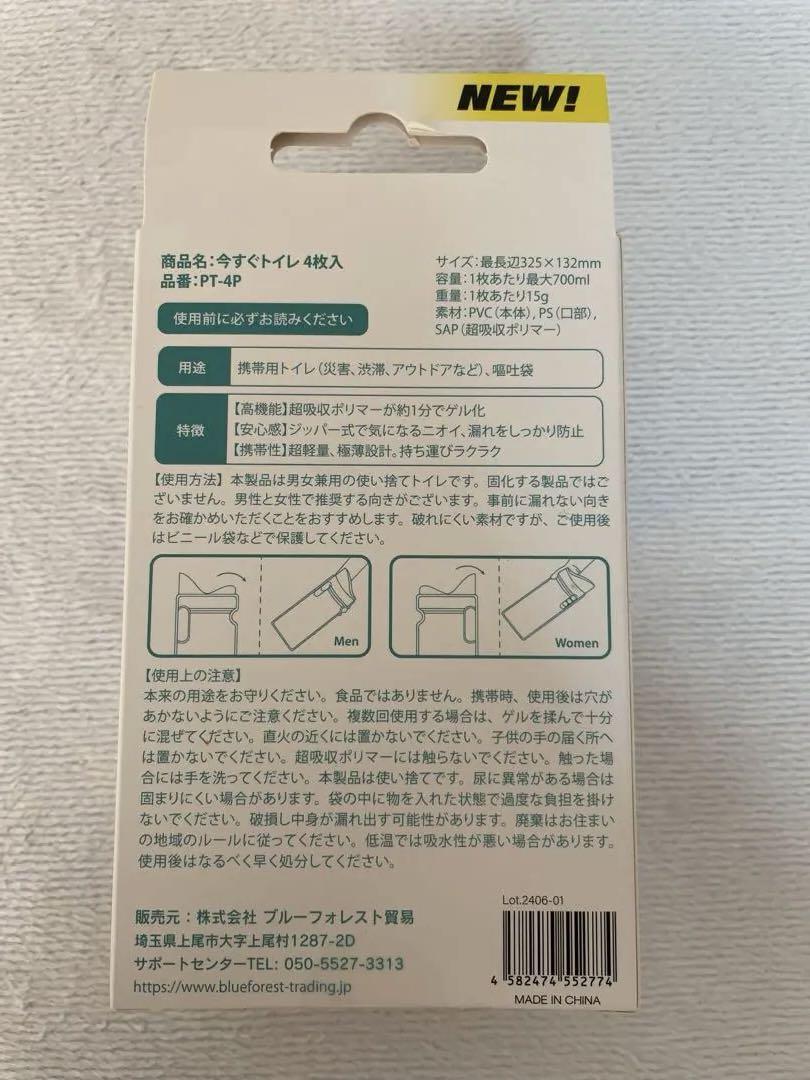 NEW!
商品名：今すぐトイレ 4枚入
品番：PT-4P
サイズ：最長辺325×132mm
容量：1枚あたり最大700ml
重量：1枚あたり15g
素材：PVC（本体）, PS（口部）,
SAP（超吸収ポリマー）
使用前に必ずお読みください
用途
携帯用トイレ（災害、渋滞、アウトドアなど）、嘔吐袋
特徴
【高機能】超吸収ポリマーが約1分でゲル化
【安心感】ジッパー式で気になるニオイ、漏れをしっかり防止
【携帯性】超軽量、極薄設計。持ち運びラクラク
【使用方法】本製品は男女兼用の使い捨てトイレです。固化する製品ではご
ざいません。男性と女性で推奨する向きがございます。事前に漏れない向き
をお確かめいただくことをおすすめします。破れにくい素材ですが、ご使用後
はビニール袋などで保護してください。
Men
Women
【使用上の注意】
本来の用途をお守りください。食品ではありません。携帯時、使用後は穴が
あかないようにご注意ください。複数回使用する場合は、ゲルを揉んで十分
に混ぜてください。直火の近くには置かないでください。子供の手の届く所へ
は置かないでください。超吸収ポリマーには触らないでください。触った場
合には手を洗ってください。本製品は使い捨てです。尿に異常がある場合は
固まりにくい場合があります。袋の中に物を入れた状態で過度な負担を掛け
ないでください。破損し中身が漏れ出す可能性があります。廃棄はお住まい
の地域のルールに従ってください。低温では吸水性が悪い場合があります。
使用後はなるべく早く処分してください。
販売元：株式会社 ブルーフォレスト貿易
埼玉県上尾市大字上尾村1287-2D
サポートセンターTEL: 050-5527-3313
https://www.blueforest-trading.jp
Lot.2406-01
4 582474 552774
MADE IN CHINA